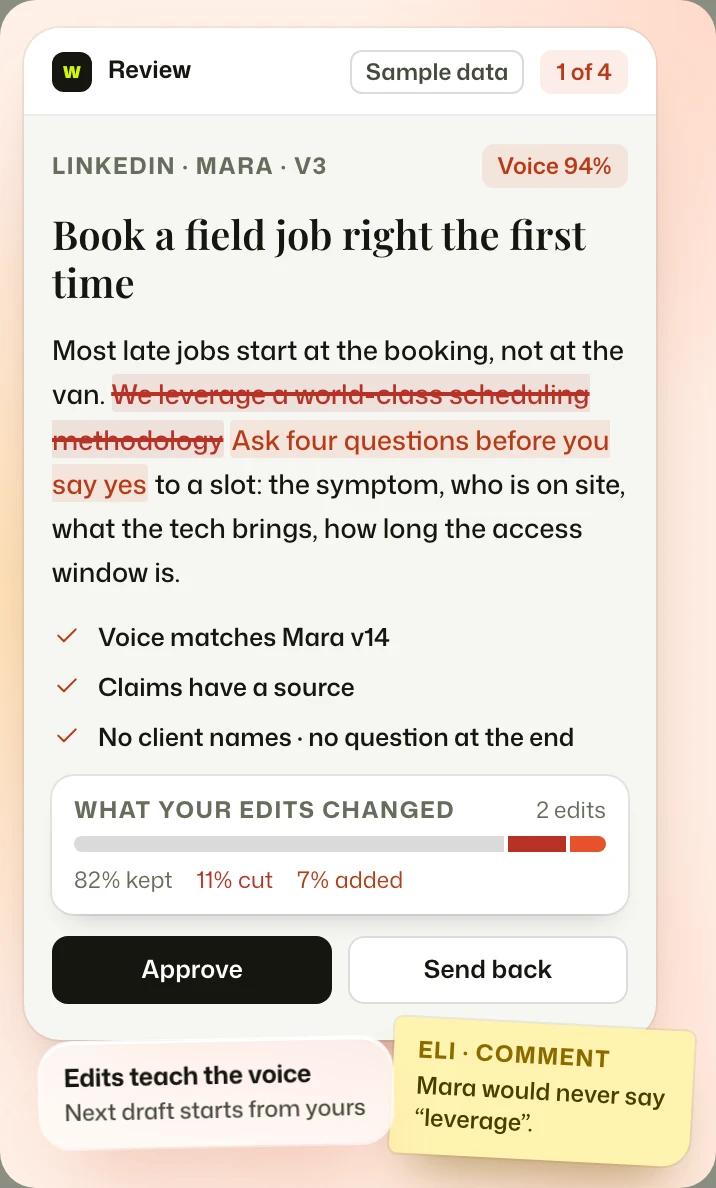 w Review Sample data 1 of 4
LINKEDIN · MARA · V3 Voice 94%
Book a field job right the first
time
Most late jobs start at the booking, not at the
van. We leverage a world-class scheduling
methodology Ask four questions before you
say yes to a slot: the symptom, who is on site,
what the tech brings, how long the access
window is.
Voice matches Mara v14
Claims have a source
No client names · no question at the end
WHAT YOUR EDITS CHANGED 2 edits
82% kept 11% cut 7% added
Approve Send back
Edits teach the voice
Next draft starts from yours
ELI · COMMENT
Mara would never say
“leverage”.